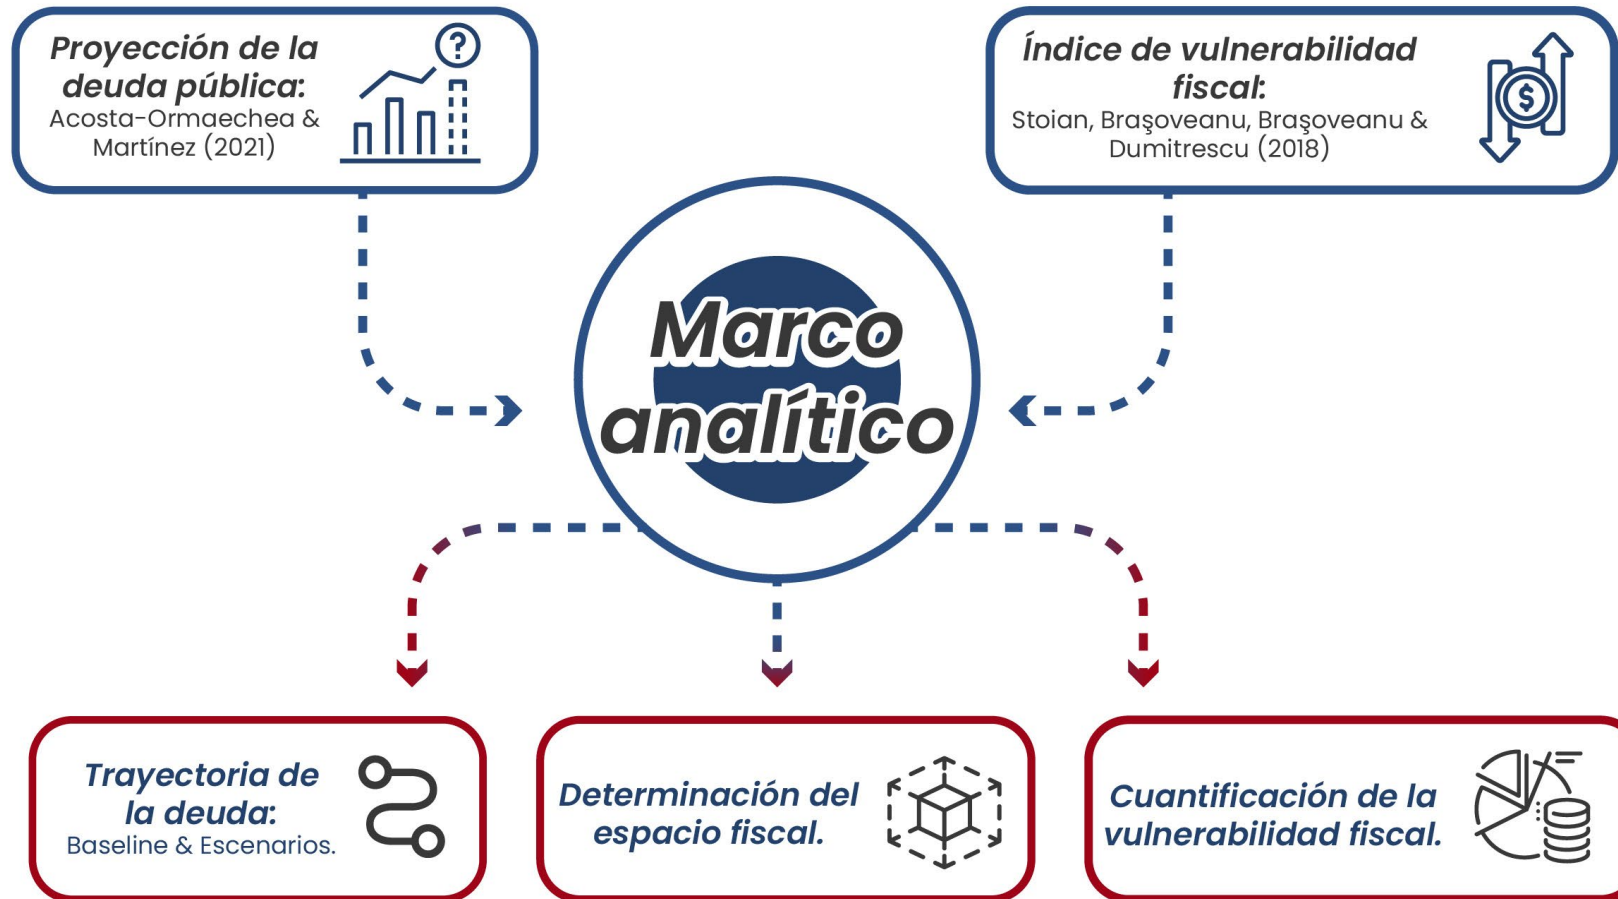 Proyección de la
deuda pública:
Acosta-Ormaechea &
Martínez (2021)
?
Índice de vulnerabilidad
fiscal:
Stoian, Braşoveanu, Braşoveanu &
Dumitrescu (2018)
$
Marco
analítico
Trayectoria de
la deuda:
Baseline & Escenarios.
Determinación del
espacio fiscal.
Cuantificación de la
vulnerabilidad fiscal.